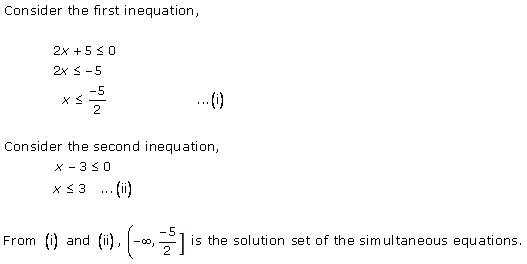 Consider the first inequation,
2x + 5 ≤ 0
2x ≤ −5
x ≤ −5/2 ...(i)
Consider the second inequation,
x − 3 ≤ 0
x ≤ 3 ...(ii)
From (i) and (ii), (−∞, −5/2] is the solution set of the simultaneous equations.